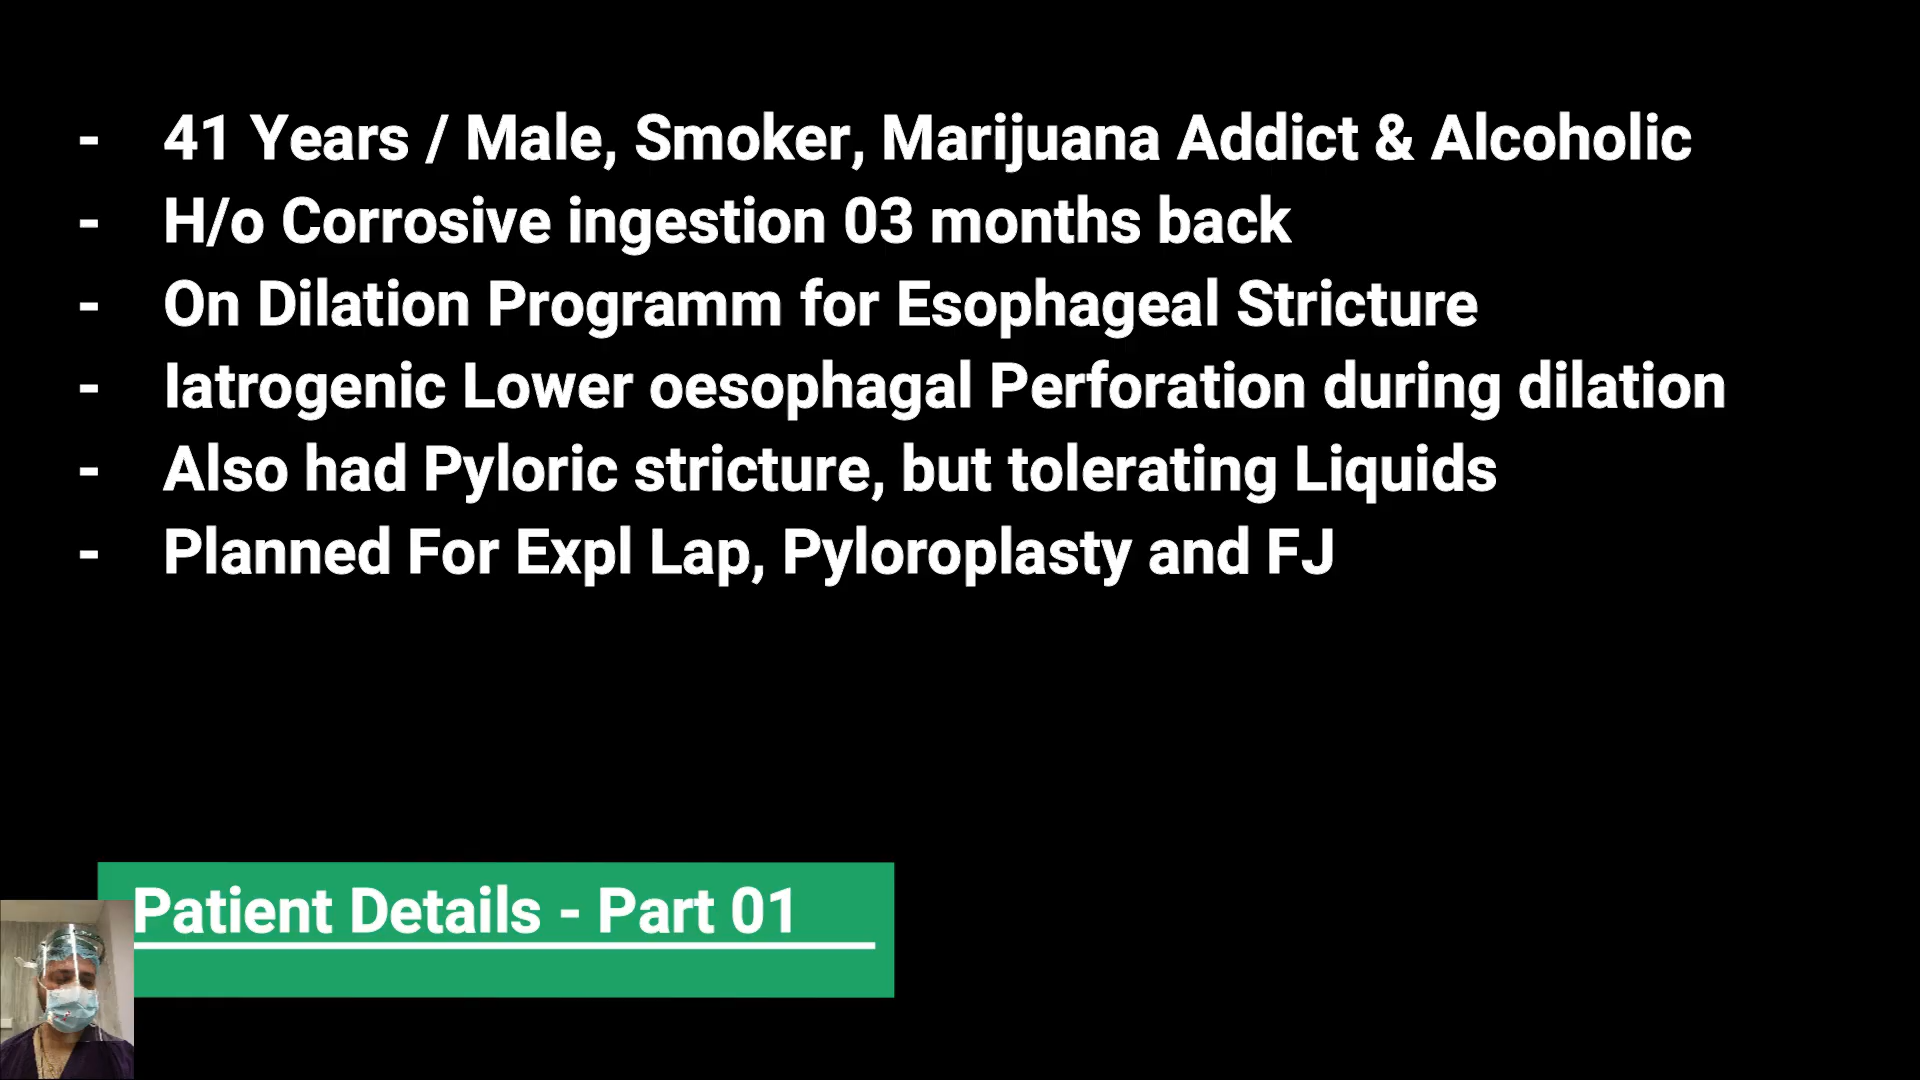 - 41 Years / Male, Smoker, Marijuana Addict & Alcoholic
- H/o Corrosive ingestion 03 months back
- On Dilation Programm for Esophageal Stricture
- Iatrogenic Lower oesophagal Perforation during dilation
- Also had Pyloric stricture, but tolerating Liquids
- Planned For Expl Lap, Pyloroplasty and FJ
Patient Details - Part 01